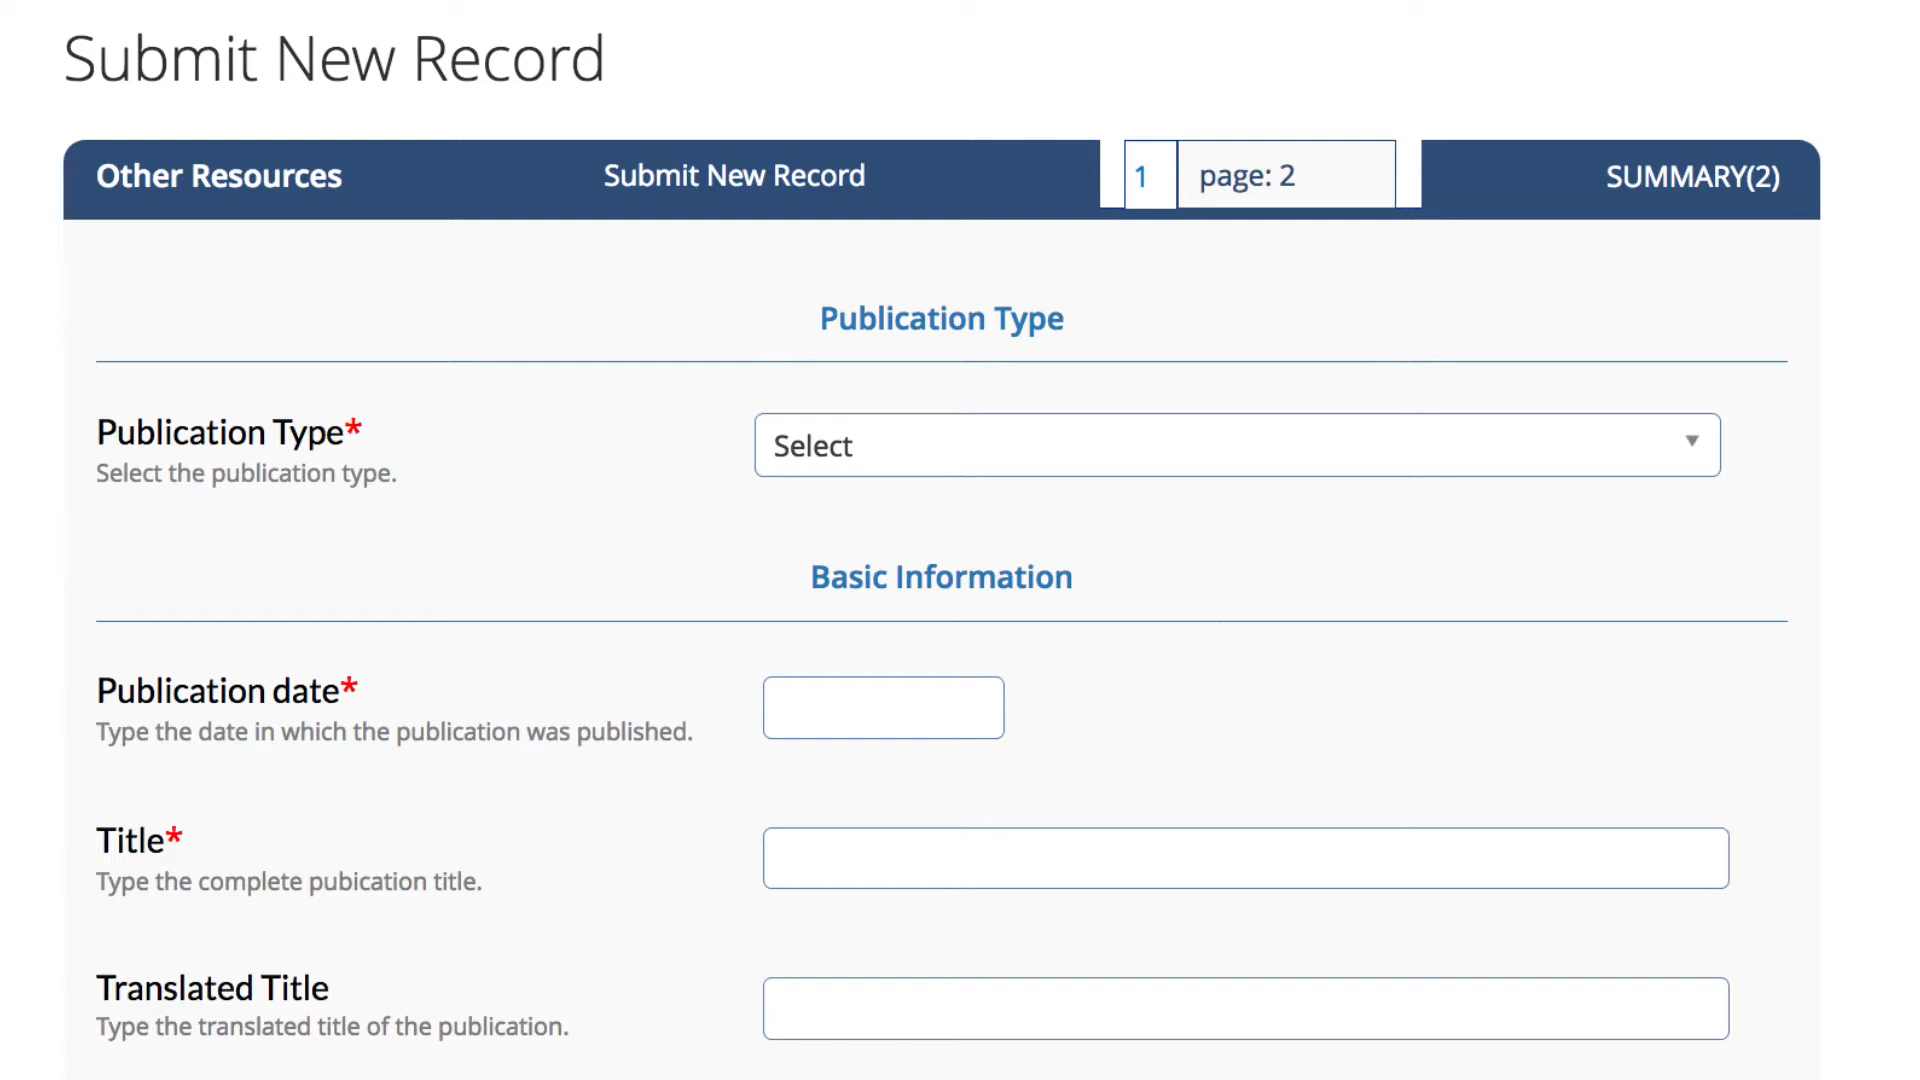 Submit New Record
Other Resources Submit New Record 1 page: 2 SUMMARY(2)
Publication Type
Publication Type* Select
Select the publication type.
Basic Information
Publication date*
Type the date in which the publication was published.
Title*
Type the complete pubication title.
Translated Title
Type the translated title of the publication.